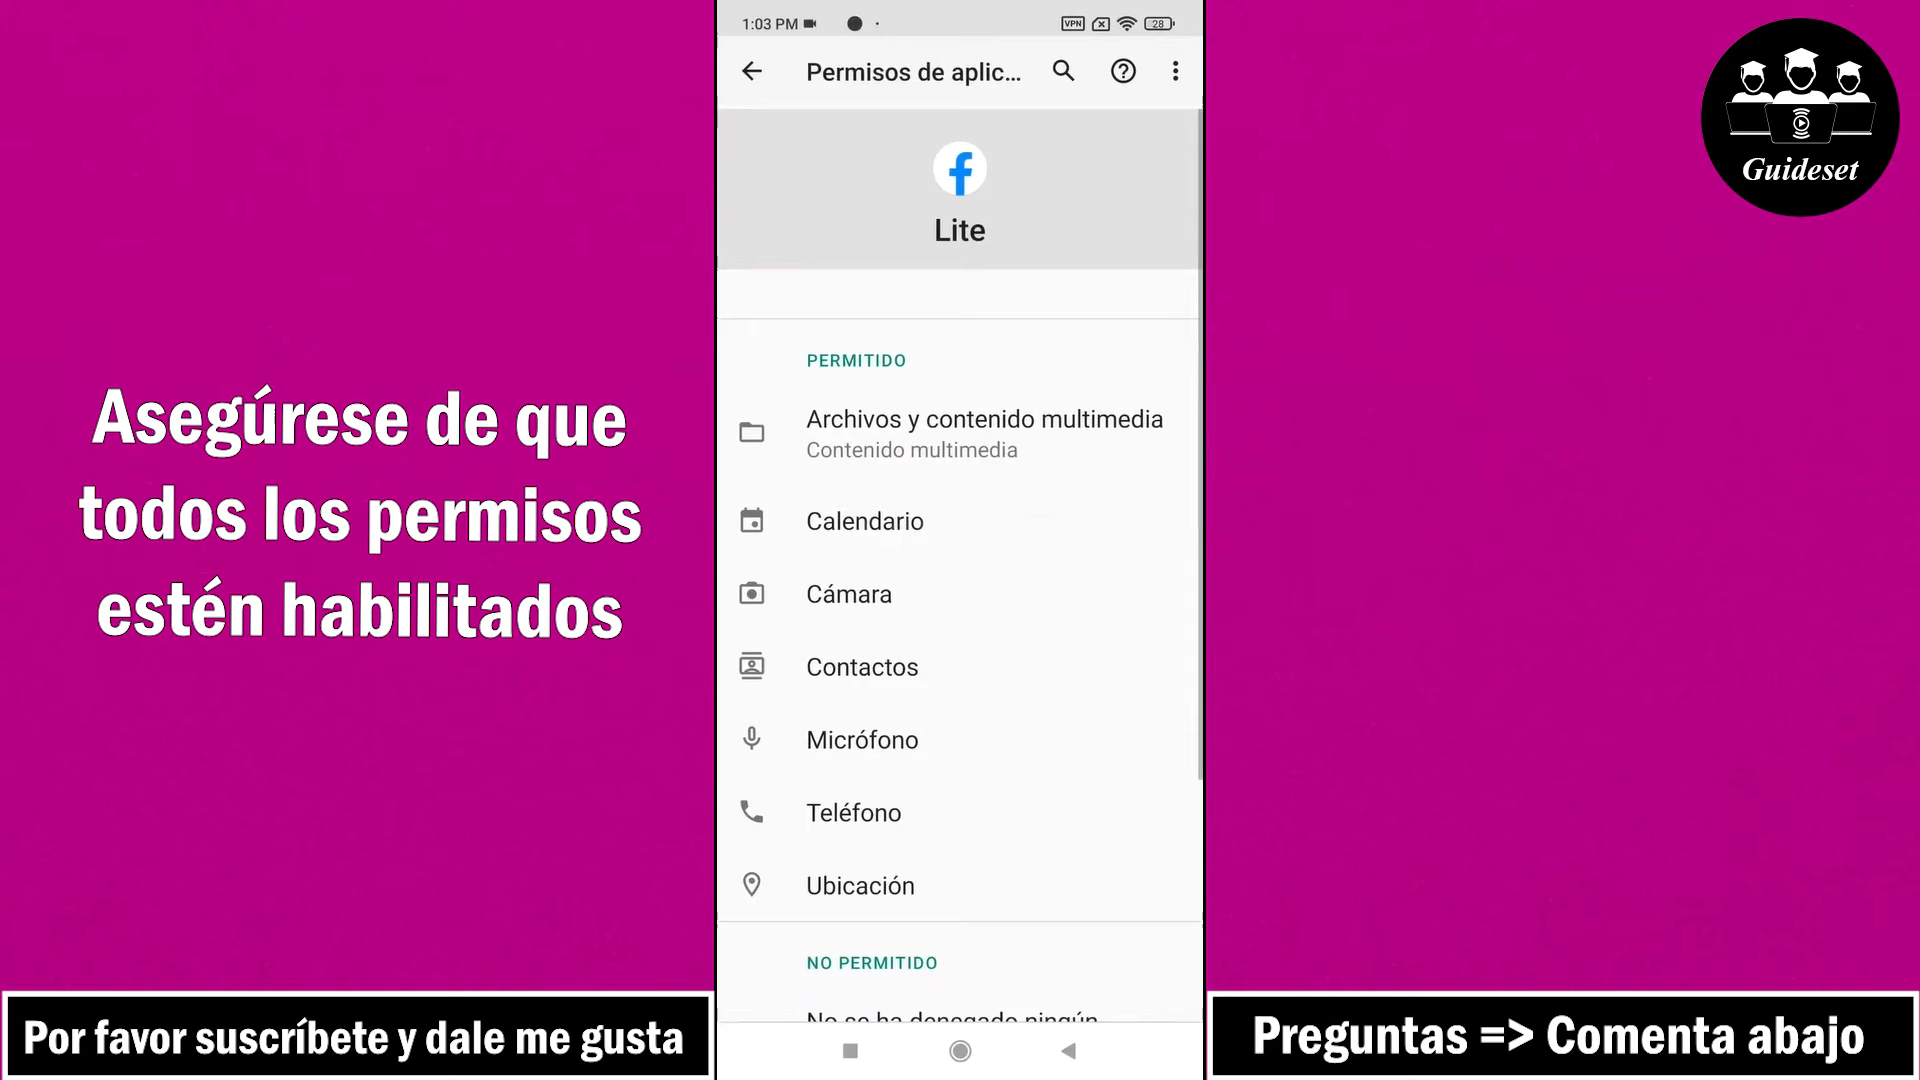 1:03 PM
VPN
28
Permisos de aplic...
Guideset
Lite
PERMITIDO
Archivos y contenido multimedia
Contenido multimedia
Calendario
Cámara
Contactos
Micrófono
Teléfono
Ubicación
NO PERMITIDO
No se ha denegado ningún
Asegúrese de que
todos los permisos
estén habilitados
Por favor suscríbete y dale me gusta
Preguntas => Comenta abajo